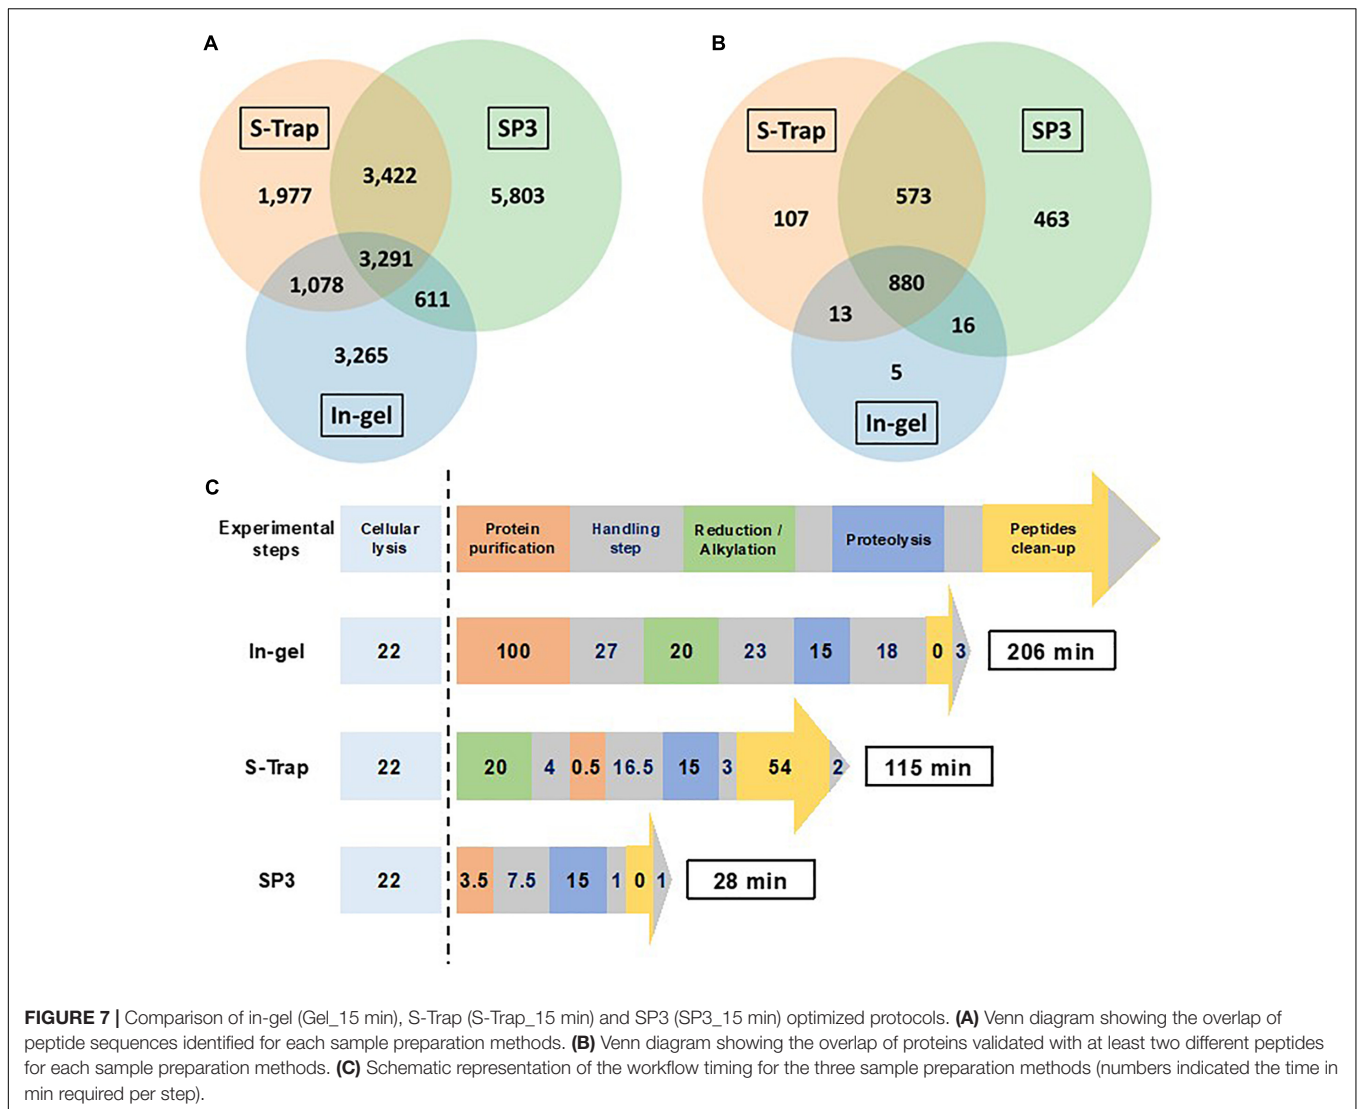 A
S-Trap
SP3
3,422
1,977
5,803
3,291
1,078
611
3,265
In-gel
B
S-Trap
SP3
573
107
463
880
13
16
5
In-gel
C
Experimental
steps
Cellular
lysis
Protein
purification
Handling
step
Reduction /
Alkylation
Proteolysis
Peptides
clean-up
In-gel 22 100 27 20 23 15 18 0 3 206 min
S-Trap 22 20 4 0.5 16.5 15 3 54 2 115 min
SP3 22 3.5 7.5 15 1 0 1 28 min
FIGURE 7 | Comparison of in-gel (Gel_15 min), S-Trap (S-Trap_15 min) and SP3 (SP3_15 min) optimized protocols. (A) Venn diagram showing the overlap of
peptide sequences identified for each sample preparation methods. (B) Venn diagram showing the overlap of proteins validated with at least two different peptides
for each sample preparation methods. (C) Schematic representation of the workflow timing for the three sample preparation methods (numbers indicated the time in
min required per step).